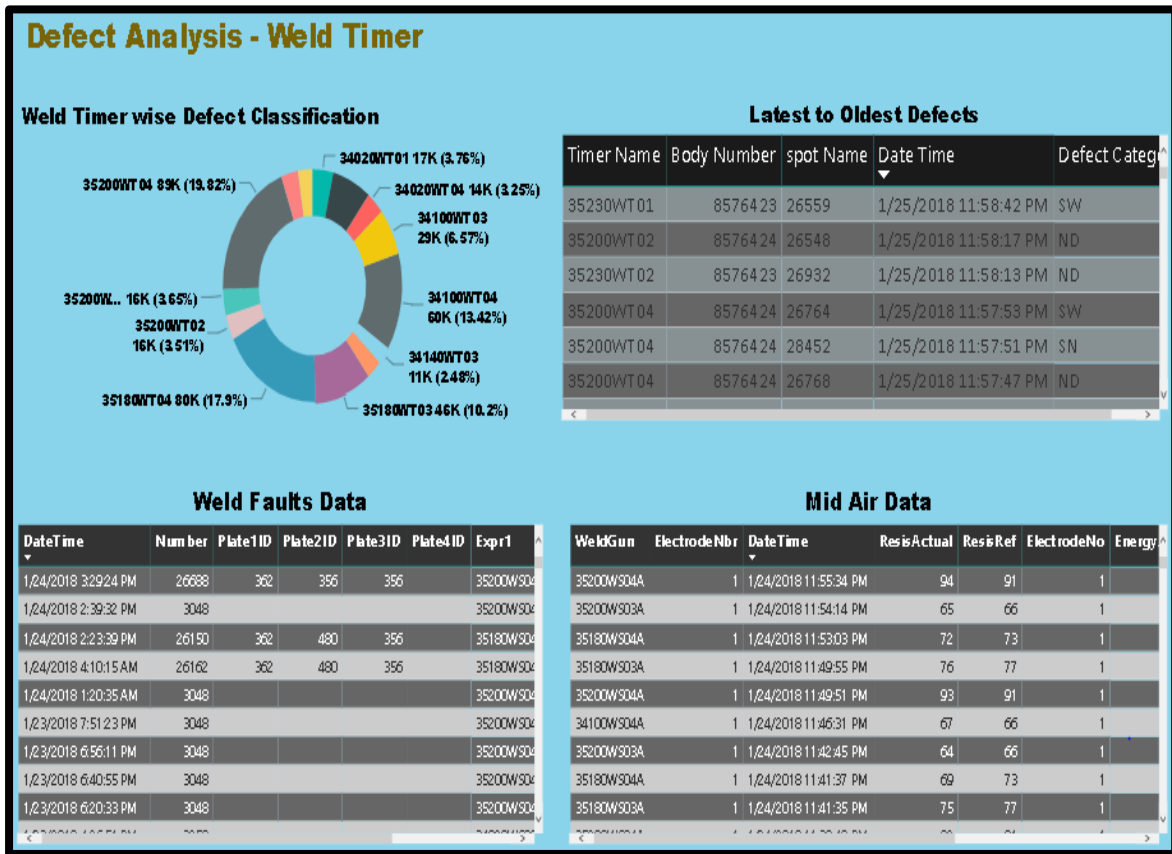 Defect Analysis - Weld Timer
Weld Timer wise Defect Classification
34020WT01 17K (3.76%)
34020WT04 14K (3.25%)
34100WT03
29K (6.57%)
34100WT04
60K (13.42%)
34140WT03
11K (2.48%)
35180WT03 46K (10.2%)
35180WT04 80K (17.9%)
35200WT02
16K (3.51%)
35200W... 16K (3.65%)
35200WT04 89K (19.82%)
Latest to Oldest Defects
Timer Name Body Number spot Name Date Time Defect Categ
35230WT01 8576423 26559 1/25/2018 11:58:42 PM SW
35200WT02 8576424 26548 1/25/2018 11:58:17 PM ND
35230WT02 8576423 26932 1/25/2018 11:58:13 PM ND
35200WT04 8576424 26764 1/25/2018 11:57:53 PM SW
35200WT04 8576424 28452 1/25/2018 11:57:51 PM SN
35200WT04 8576424 26768 1/25/2018 11:57:47 PM ND
Weld Faults Data
DateTime Number Plate1ID Plate2ID Plate3ID Plate4ID Expr1
1/24/2018 3:29:24 PM 26688 362 356 356 35200WS04
1/24/2018 2:39:32 PM 3048 35200WS04
1/24/2018 2:23:39 PM 26150 362 480 356 35180WS04
1/24/2018 4:10:15 AM 26162 362 480 356 35180WS04
1/24/2018 1:20:35 AM 3048 35200WS04
1/23/2018 7:51:23 PM 3048 35200WS04
1/23/2018 6:56:11 PM 3048 35200WS04
1/23/2018 6:40:55 PM 3048 35200WS04
1/23/2018 6:20:33 PM 3048 35200WS04
Mid Air Data
WeldGun ElectrodeNbr DateTime ResisActual ResisRef ElectrodeNo Energy
35200WS04A 1 1/24/2018 11:55:34 PM 94 91 1
35200WS03A 1 1/24/2018 11:54:14 PM 65 66 1
35180WS04A 1 1/24/2018 11:53:03 PM 72 73 1
35180WS03A 1 1/24/2018 11:49:55 PM 76 77 1
35200WS04A 1 1/24/2018 11:49:51 PM 93 91 1
34100WS04A 1 1/24/2018 11:46:31 PM 67 66 1
35200WS03A 1 1/24/2018 11:42:45 PM 64 66 1
35180WS04A 1 1/24/2018 11:41:37 PM 69 73 1
35180WS03A 1 1/24/2018 11:41:35 PM 75 77 1